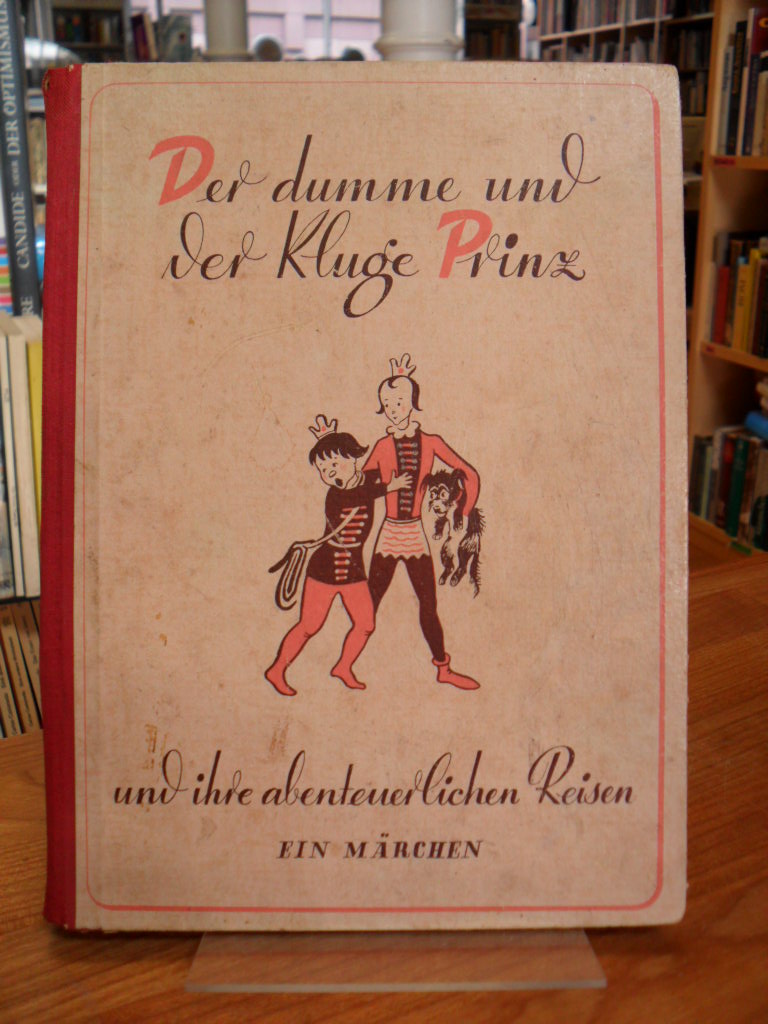 Der dumme und
der kluge Prinz
und ihre abenteuerlichen Reisen
EIN MÄRCHEN
CANDIDE ODER DER OPTIMISMUS